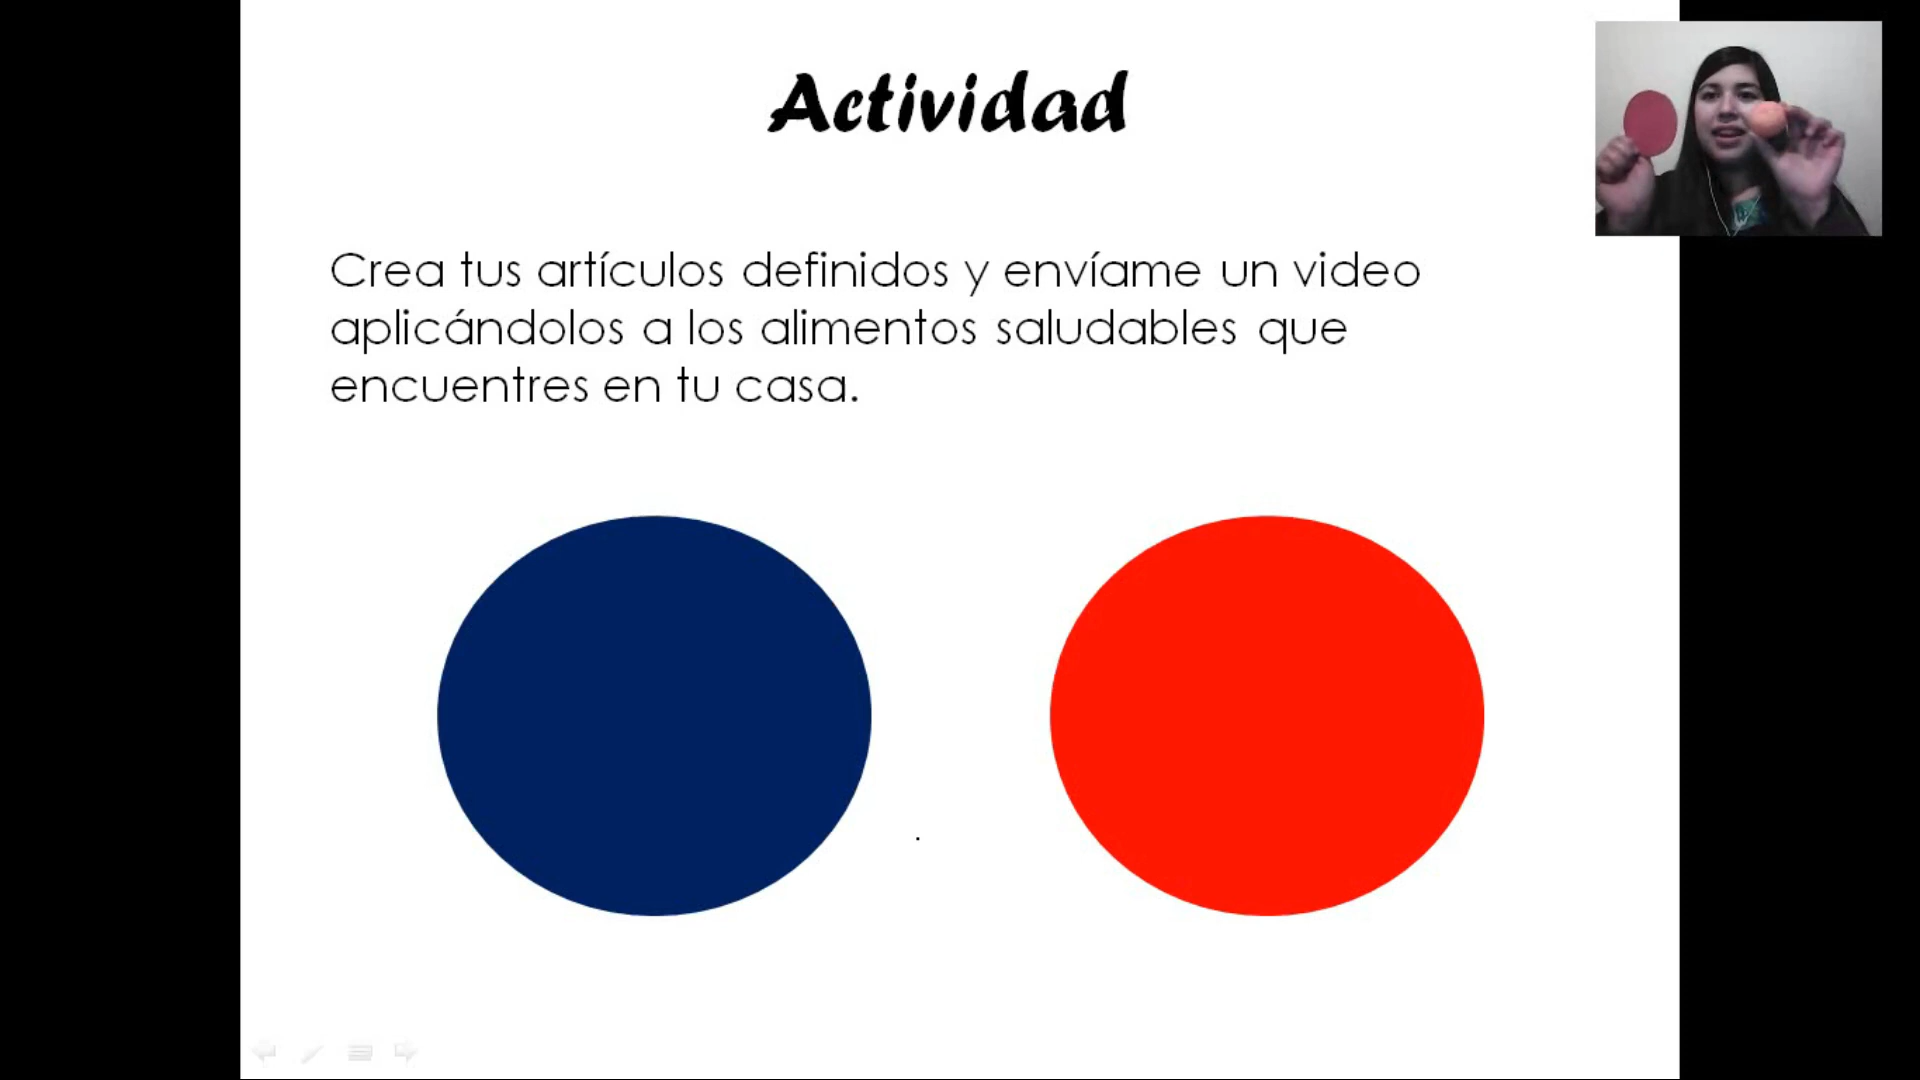 Actividad
Crea tus artículos definidos y envíame un video
aplicándolos a los alimentos saludables que
encuentres en tu casa.